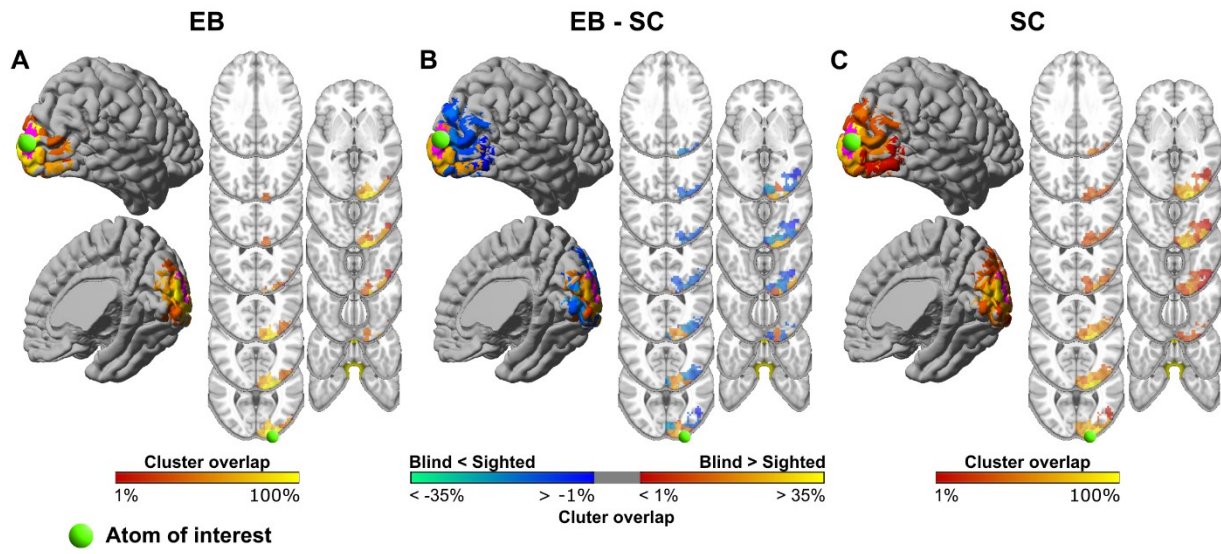 EB
EB - SC
SC
A
B
C
Cluster overlap
1% 100%
Blind < Sighted Blind > Sighted
< -35% > -1% < 1% > 35%
Cluter overlap
Cluster overlap
1% 100%
Atom of interest